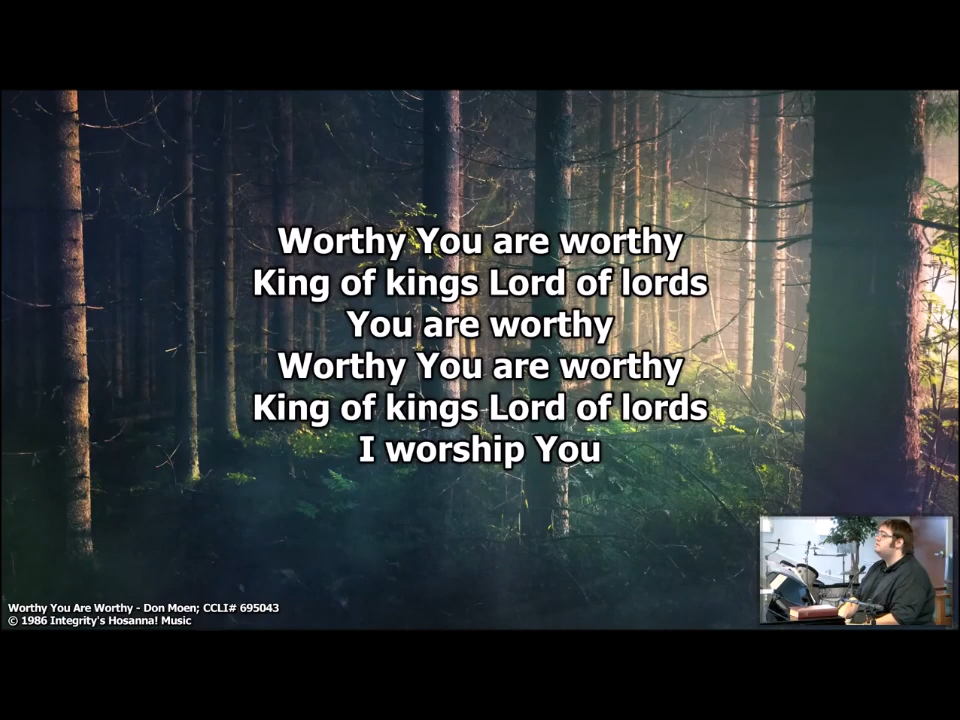 Worthy You are worthy
King of kings Lord of lords
You are worthy
Worthy You are worthy
King of kings Lord of lords
I worship You
Worthy You Are Worthy - Don Moen; CCLI# 695043
© 1986 Integrity's Hosanna! Music